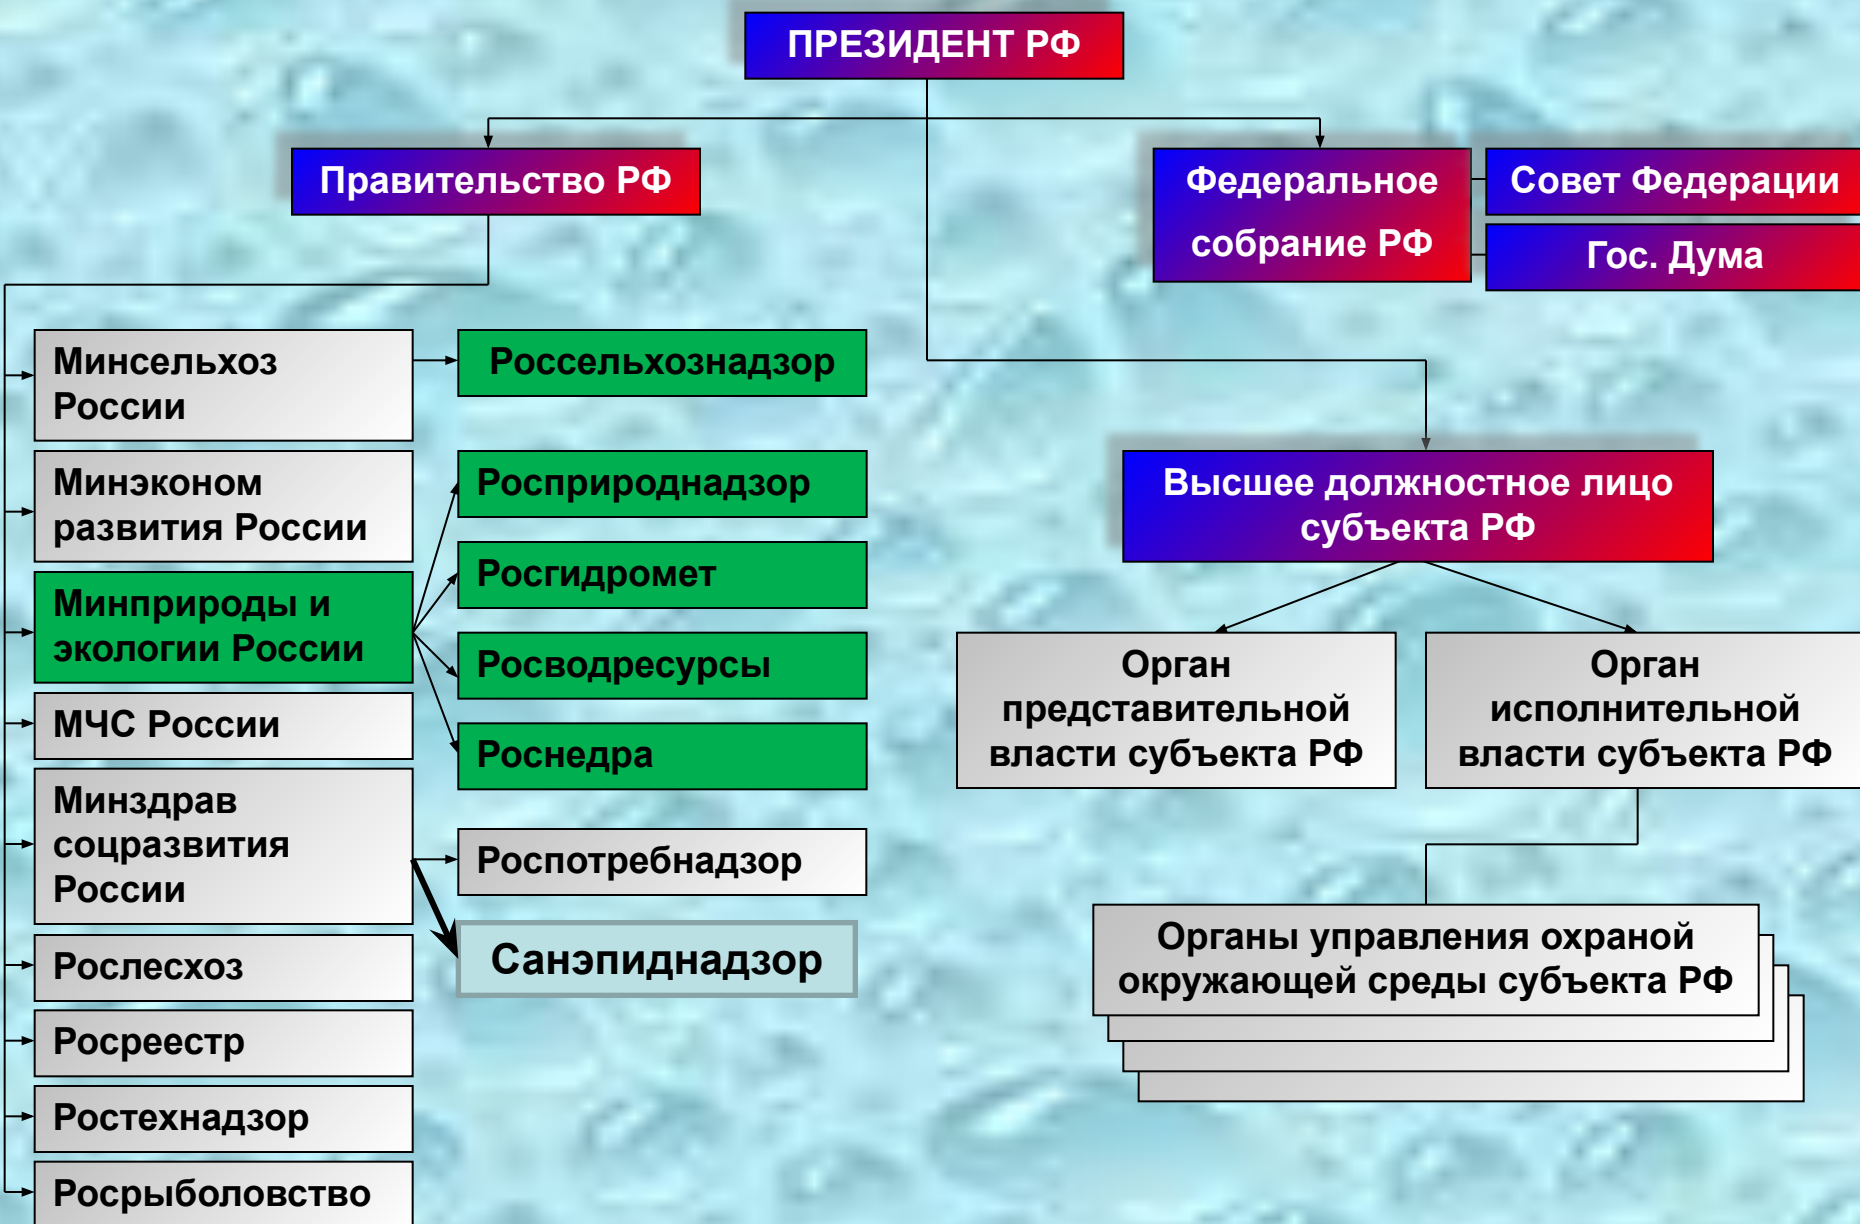 ПРЕЗИДЕНТ РФ
Правительство РФ
Федеральное
собрание РФ
Совет Федерации
Гос. Дума
Минсельхоз
России
Россельхознадзор
Минэконом
развития России
Минприроды и
экологии России
Росприроднадзор
Росгидромет
Росводресурсы
Роснедра
МЧС России
Минздрав
соцразвития
России
Роспотребнадзор
Санэпиднадзор
Рослесхоз
Росреестр
Ростехнадзор
Росрыболовство
Высшее должностное лицо
субъекта РФ
Орган
представительной
власти субъекта РФ
Орган
исполнительной
власти субъекта РФ
Органы управления охраной
окружающей среды субъекта РФ